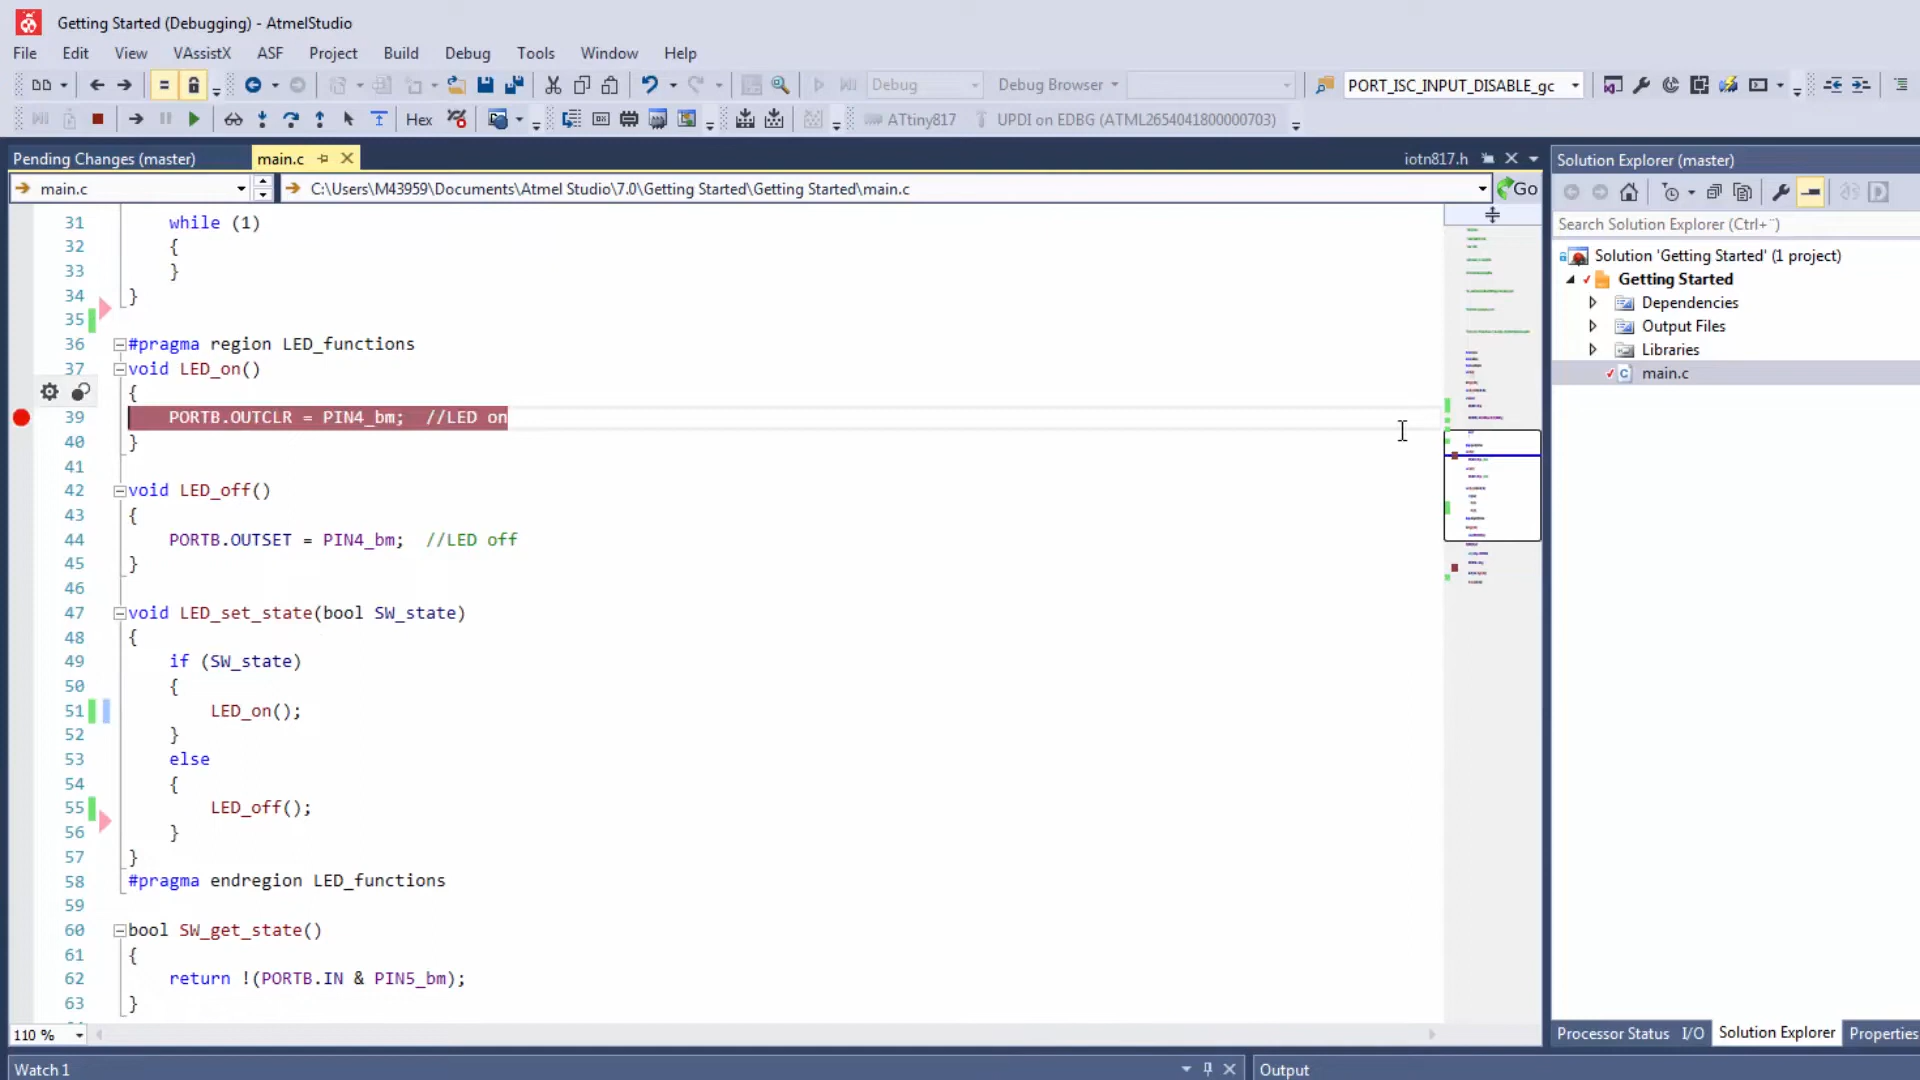 Getting Started (Debugging) - AtmelStudio
File Edit View VAssistX ASF Project Build Debug Tools Window Help
Debug Debug Browser PORT_ISC_INPUT_DISABLE_gc
Hex ATtiny817 UPDI on EDBG (ATML2654041800000703)
Pending Changes (master) main.c iotn817.h
main.c C:\Users\M43959\Documents\Atmel Studio\7.0\Getting Started\Getting Started\main.c Go
31 while (1)
32 {
33 }
34 }
35
36 #pragma region LED_functions
37 void LED_on()
{
39 PORTB.OUTCLR = PIN4_bm; //LED on
40 }
41
42 void LED_off()
43 {
44 PORTB.OUTSET = PIN4_bm; //LED off
45 }
46
47 void LED_set_state(bool SW_state)
48 {
49 if (SW_state)
50 {
51 LED_on();
52 }
53 else
54 {
55 LED_off();
56 }
57 }
58 #pragma endregion LED_functions
59
60 bool SW_get_state()
61 {
62 return !(PORTB.IN & PIN5_bm);
63 }
110 %
Watch 1
Output
Solution Explorer (master)
Search Solution Explorer (Ctrl+¨)
Solution 'Getting Started' (1 project)
Getting Started
Dependencies
Output Files
Libraries
main.c
Processor Status I/O Solution Explorer Properties